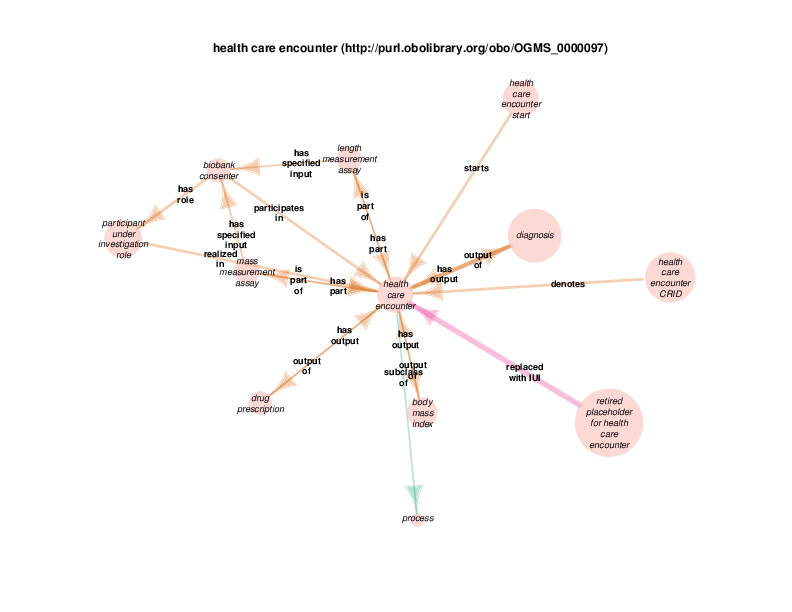 health care encounter (http://purl.obolibrary.org/obo/OGMS_0000097)
health
care
encounter
start
has
specified
input
length
measurement
assay
biobank
consenter
starts
has
role
is
part
of
participates
in
participant
under
investigation
role
has
specified
input
has
part
diagnosis
realized
in
mass
measurement
assay
is
part
of
has
part
has
output
output
of
health
care
encounter
health
care
encounter
CRID
denotes
has
output
has
output
output
of
output
of
subclass
of
replaced
with IUI
drug
prescription
body
mass
index
retired
placeholder
for health
care
encounter
process